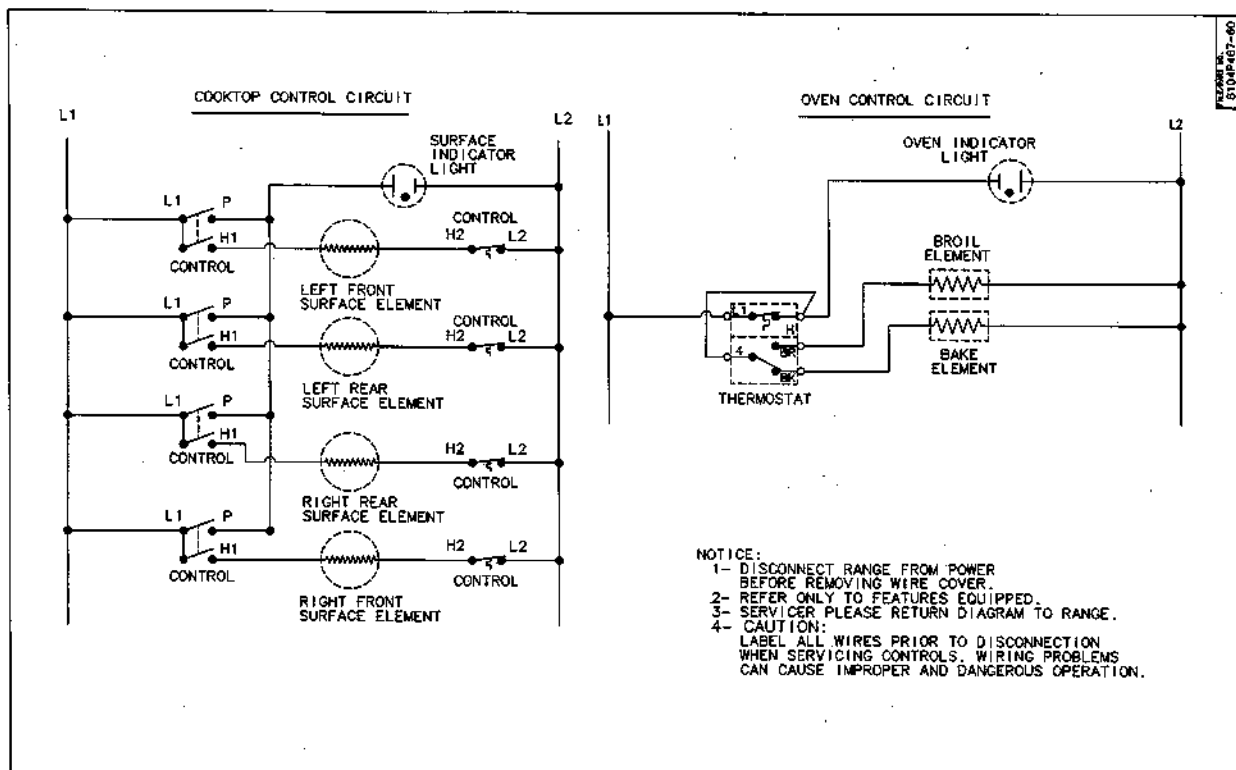 8104P487-60
COOKTOP CONTROL CIRCUIT
L1
L2
SURFACE
INDICATOR
LIGHT
L1 P
H1
CONTROL
CONTROL
H2 L2
LEFT FRONT
SURFACE ELEMENT
L1 P
H1
CONTROL
CONTROL
H2 L2
LEFT REAR
SURFACE ELEMENT
L1 P
H1
CONTROL
H2 L2
CONTROL
RIGHT REAR
SURFACE ELEMENT
L1 P
H1
CONTROL
H2 L2
CONTROL
RIGHT FRONT
SURFACE ELEMENT
OVEN CONTROL CIRCUIT
L1
L2
OVEN INDICATOR
LIGHT
BROIL
ELEMENT
L1
H
4
BR
BK
BAKE
ELEMENT
THERMOSTAT
NOTICE:
1- DISCONNECT RANGE FROM POWER
BEFORE REMOVING WIRE COVER.
2- REFER ONLY TO FEATURES EQUIPPED.
3- SERVICER PLEASE RETURN DIAGRAM TO RANGE.
4- CAUTION:
LABEL ALL WIRES PRIOR TO DISCONNECTION
WHEN SERVICING CONTROLS. WIRING PROBLEMS
CAN CAUSE IMPROPER AND DANGEROUS OPERATION.